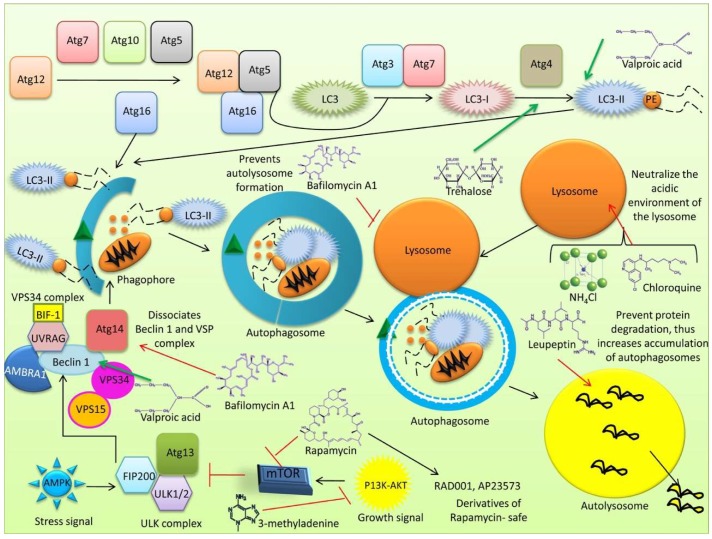 Atg7
Atg10
Atg5
Atg12
Atg12
Atg5
Atg16
Atg3
Atg7
Atg4
Valproic acid
LC3
LC3-I
LC3-II
PE
Atg16
LC3-II
LC3-II
LC3-II
Phagophore
Prevents
autolysosome
formation
Bafilomycin A1
Trehalose
Lysosome
Lysosome
Neutralize the
acidic
environment of
the lysosome
NH4Cl
Chloroquine
Autophagosome
VPS34 complex
BIF-1
UVRAG
Atg14
AMBRA1
Beclin 1
VPS34
VPS15
Dissociates
Beclin 1 and VSP
complex
Valproic acid
Bafilomycin A1
Autophagosome
Leupeptin
Prevent protein
degradation, thus
increases accumulation
of autophagosomes
Autolysosome
Rapamycin
RAD001, AP23573
Derivatives of
Rapamycin- safe
AMPK
Stress signal
FIP200
Atg13
ULK1/2
ULK complex
mTOR
3-methyladenine
P13K-AKT
Growth signal